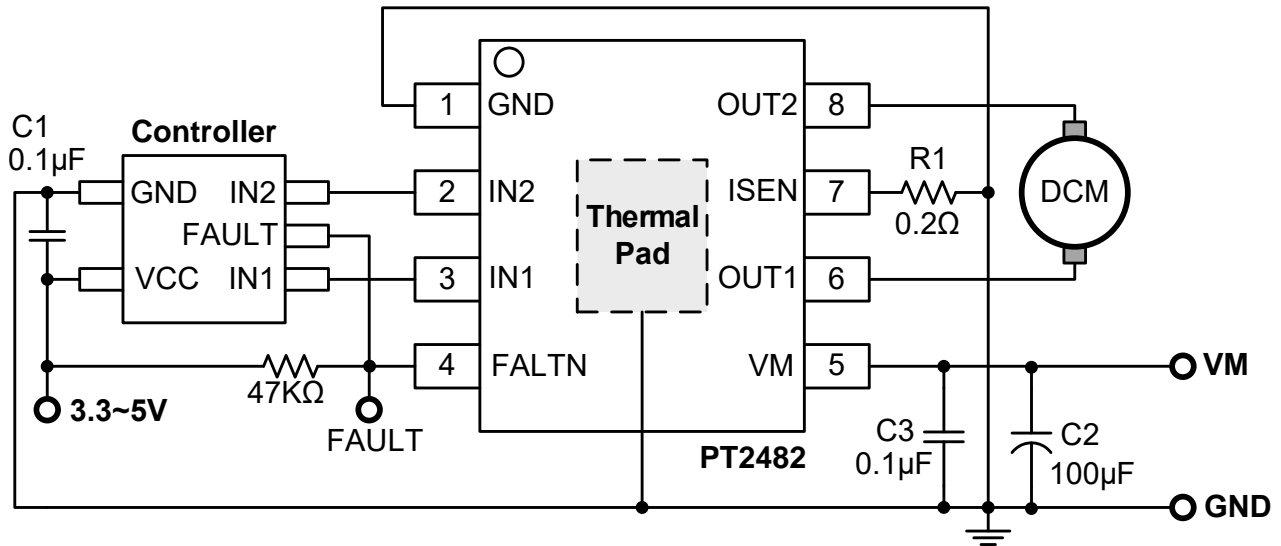 C1
0.1µF
Controller
GND
IN2
FAULT
VCC
IN1
47KΩ
3.3~5V
FAULT
1
GND
2
IN2
3
IN1
4
FALTN
Thermal
Pad
OUT2
8
ISEN
7
OUT1
6
VM
5
PT2482
R1
0.2Ω
DCM
C3
0.1µF
C2
100µF
VM
GND